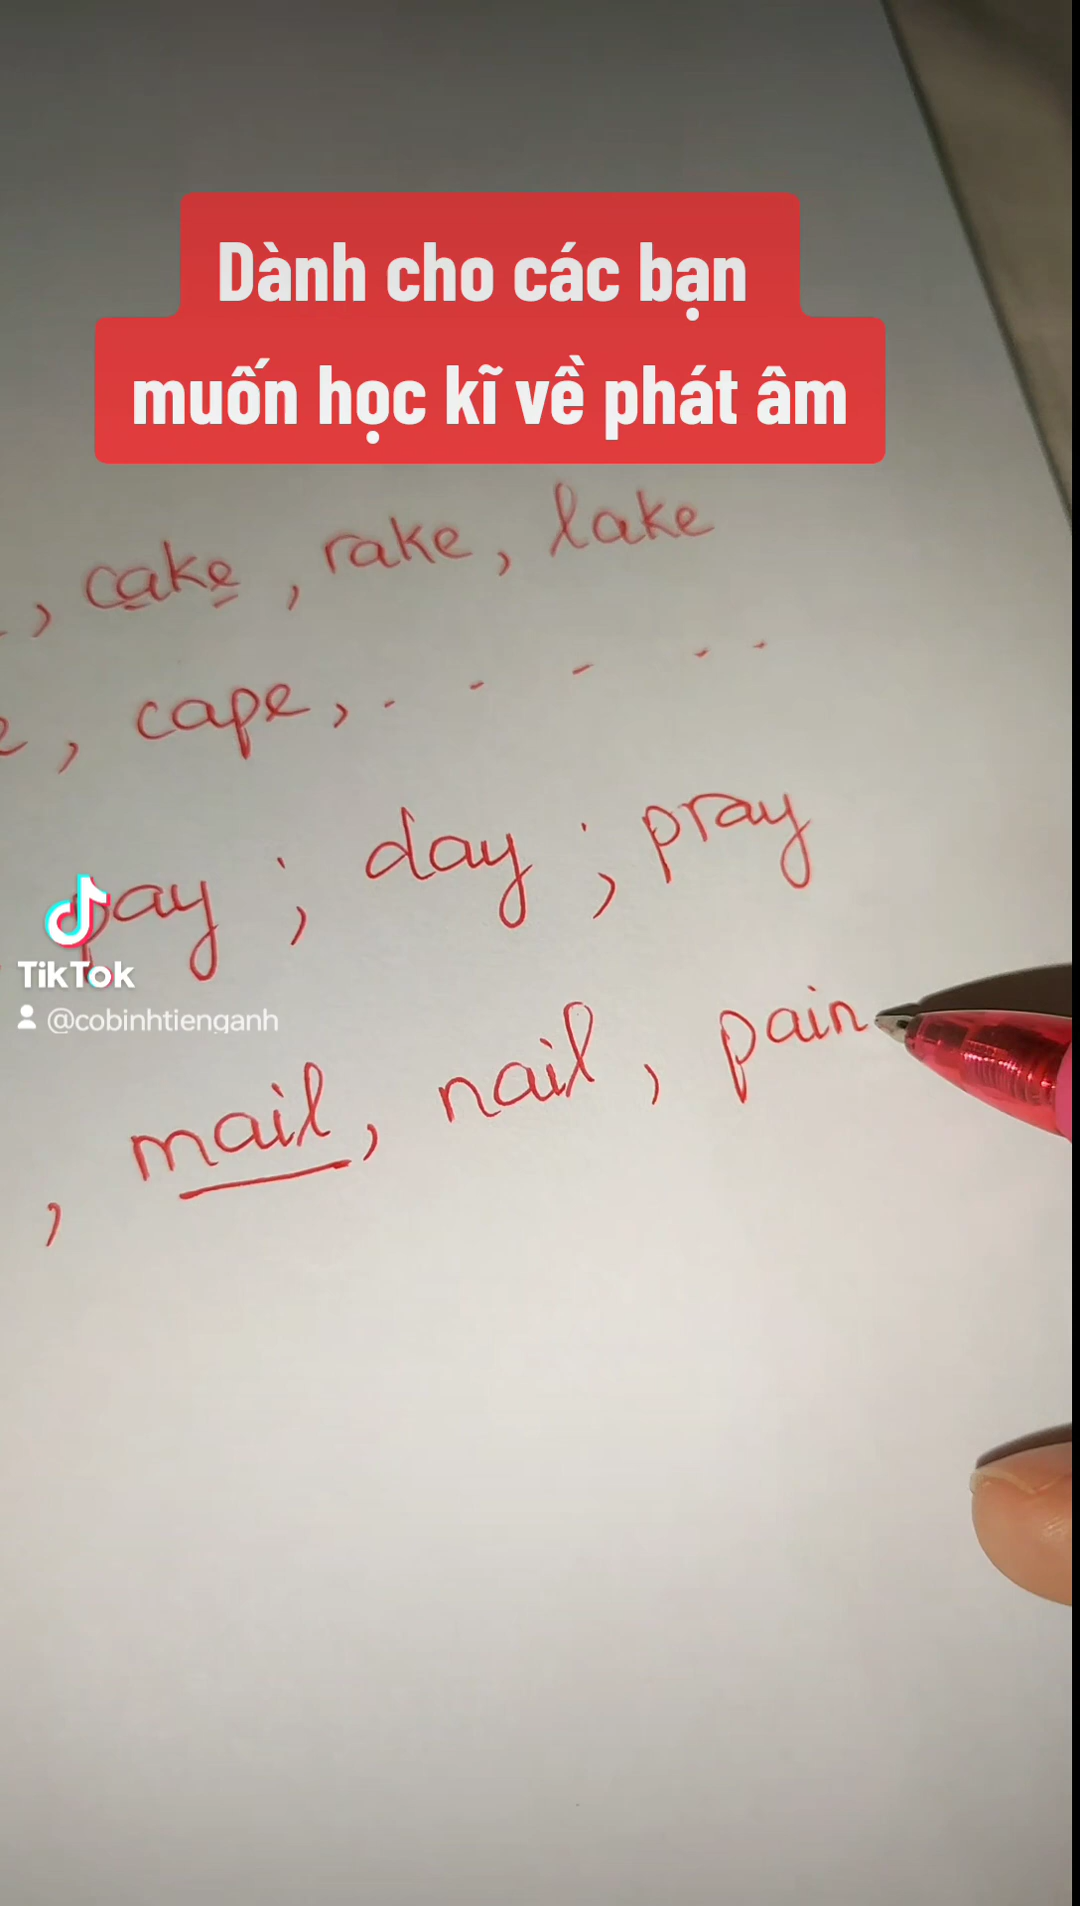 Dành cho các bạn
muốn học kĩ về phát âm
, cake, rake, lake
, cape, . - - - -
pay; day; pray
TikTok
@cobinhtienganh
, mail, nail, pain